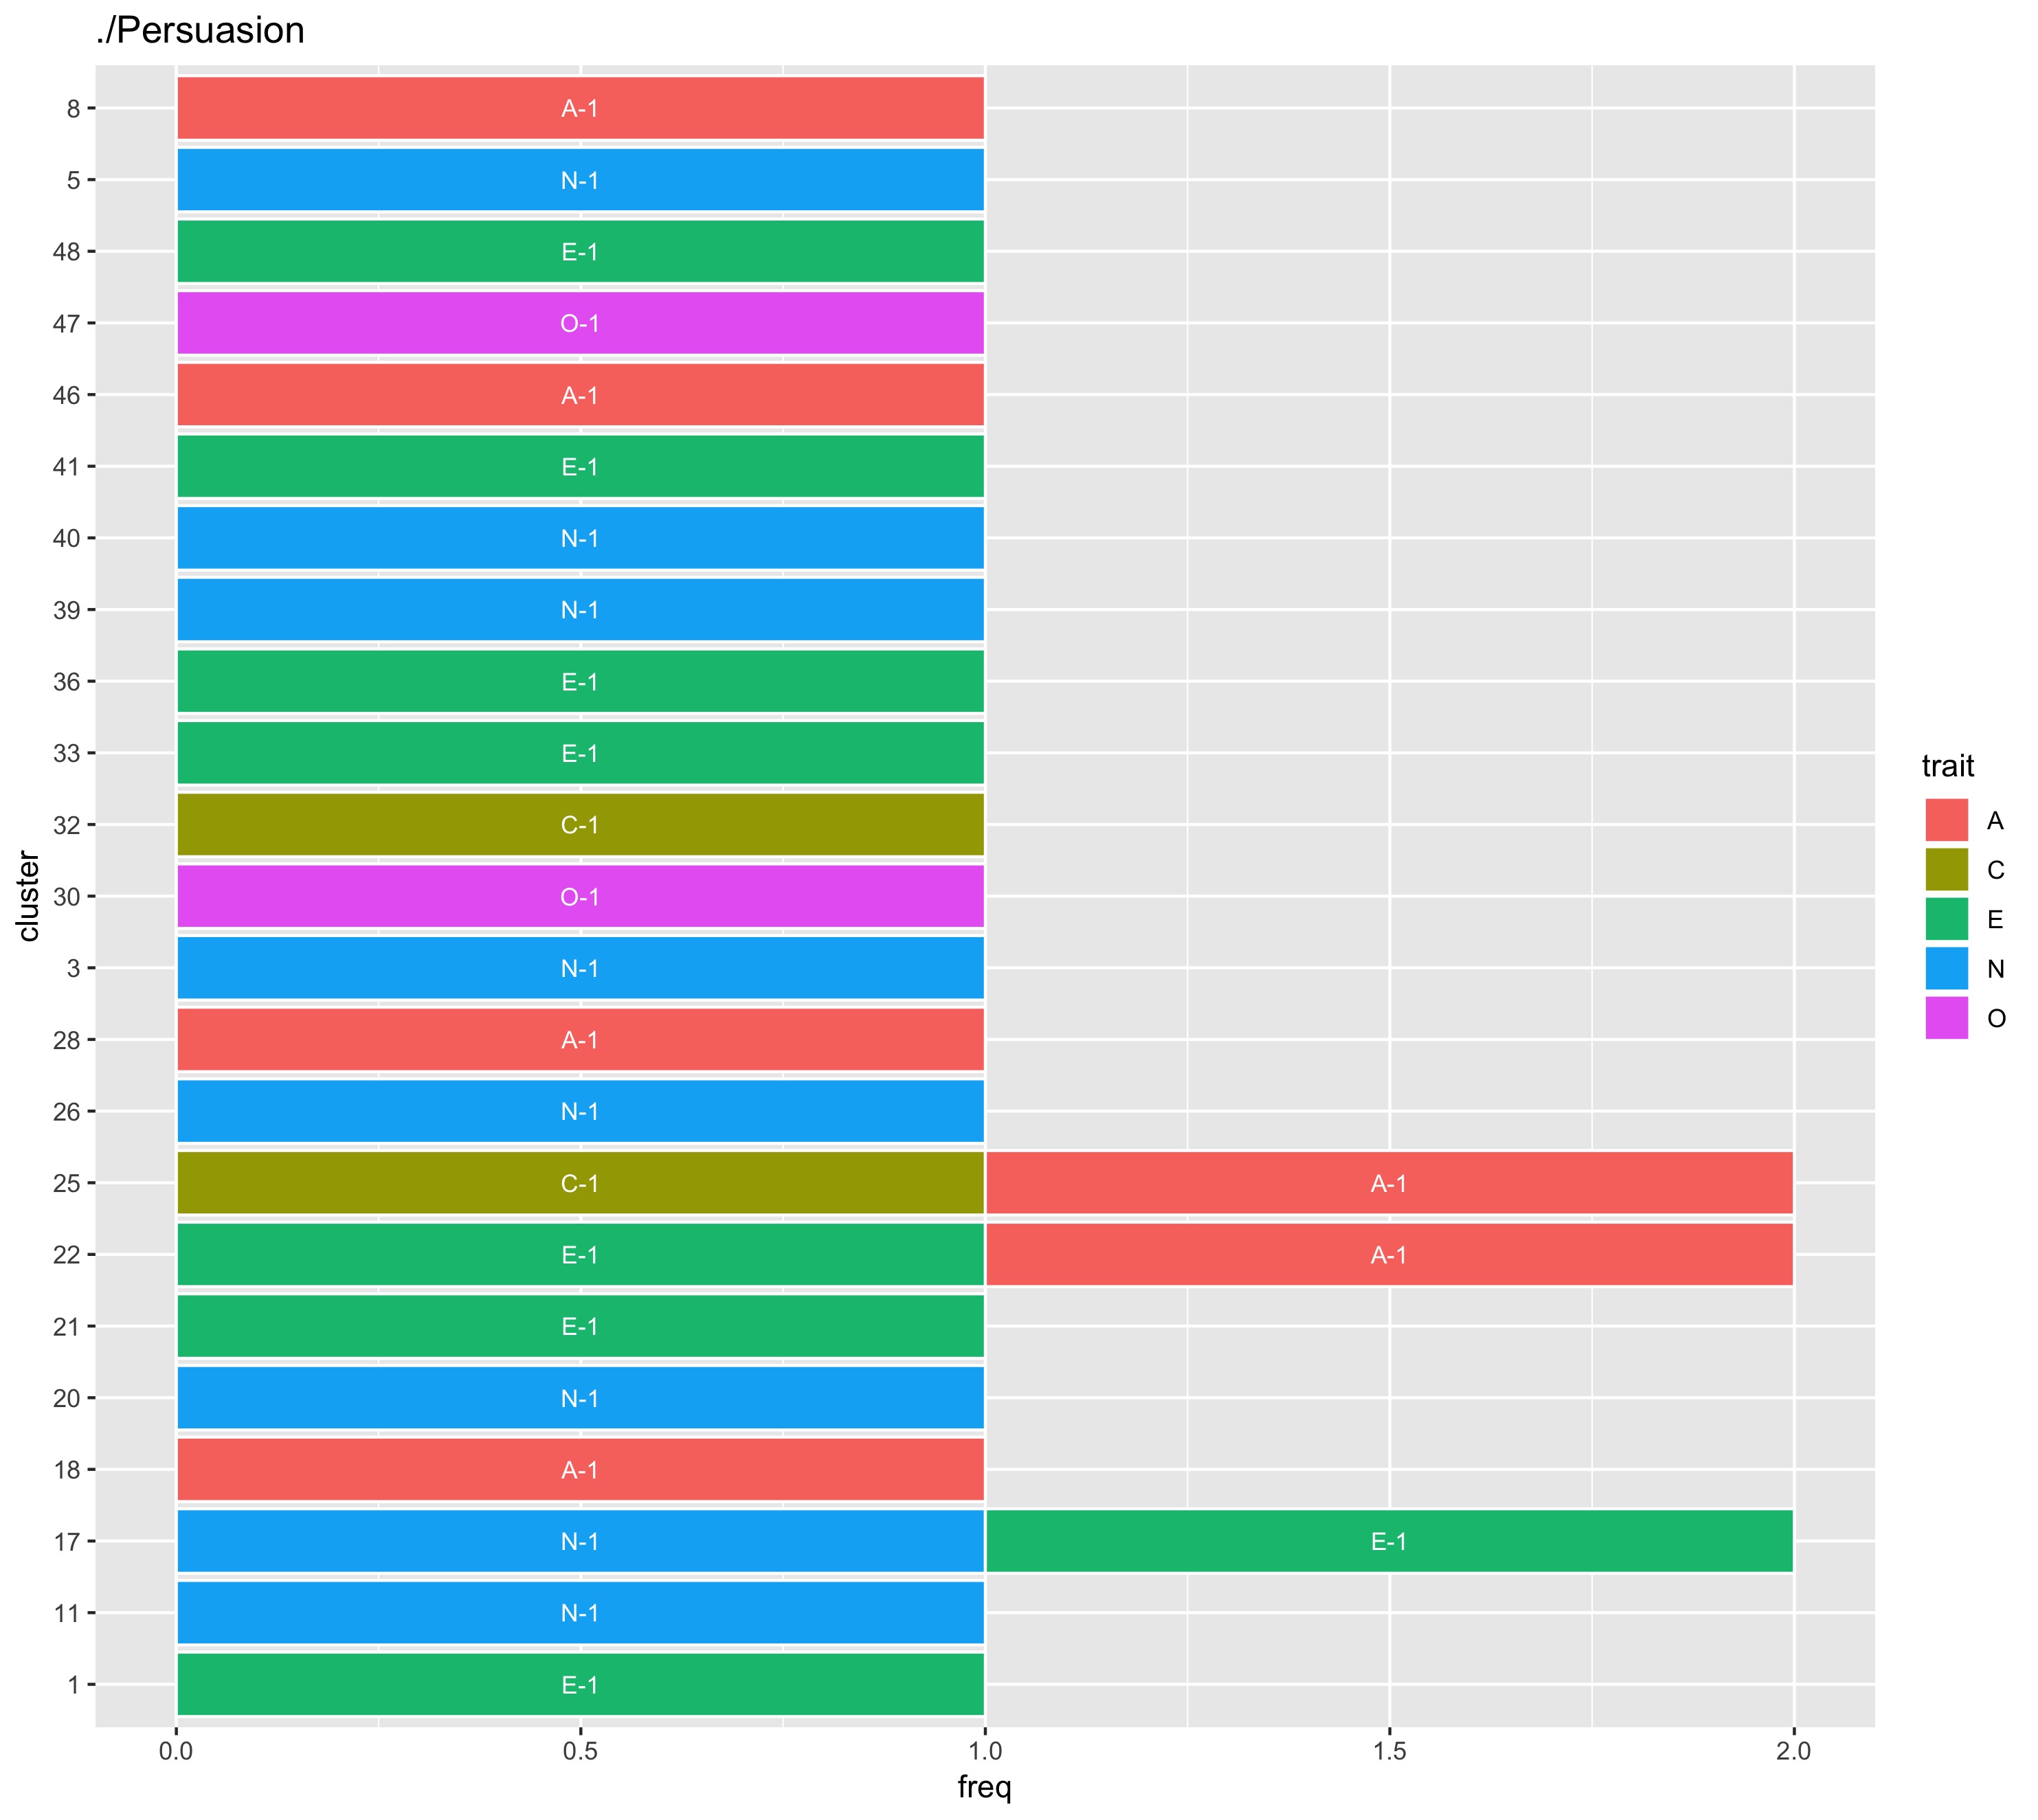 ./Persuasion
8 A-1
5 N-1
48 E-1
47 O-1
46 A-1
41 E-1
40 N-1
39 N-1
36 E-1
33 E-1
32 C-1
30 O-1
3 N-1
28 A-1
26 N-1
25 C-1 A-1
22 E-1 A-1
21 E-1
20 N-1
18 A-1
17 N-1 E-1
11 N-1
1 E-1
cluster
0.0 0.5 1.0 1.5 2.0
freq
trait
A
C
E
N
O